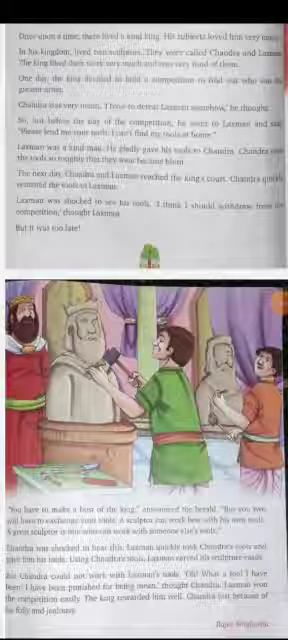 Once upon a time, there lived a kind king. His subjects loved him very much.
In his kingdom, lived two sculptors. They were called Chandra and Laxman.
The king liked their work very much and was very fond of them.
One day, the king decided to hold a competition to find out who was the
greater artist.
Chandra was very mean. 'I have to defeat Laxman somehow,' he thought.
So, just before the day of the competition, he went to Laxman and said
"Please lend me your tools. I can't find my tools at home."
Laxman was a kind man. He gladly gave his tools to Chandra. Chandra used
the tools so roughly that they were become blunt.
The next day, Chandra and Laxman reached the king's court. Chandra quickly
returned the tools to Laxman.
Laxman was shocked to see his tools. 'I think I should withdraw from the
competition,' thought Laxman.
But it was too late!
"You have to make a bust of the king," announced the herald. "But you two
will have to exchange your tools. A sculptor can work best with his own tools.
A great sculptor is one who can work with someone else's tools."
Chandra was shocked to hear this. Laxman quickly took Chandra's tools and
gave him his tools. Using Chandra's tools, Laxman carved his sculpture easily.
But Chandra could not work with Laxman's tools. 'Oh! What a fool I have
been! I have been punished for being mean,' thought Chandra. Laxman won
the competition easily. The king rewarded him well. Chandra lost because of
his folly and jealousy.